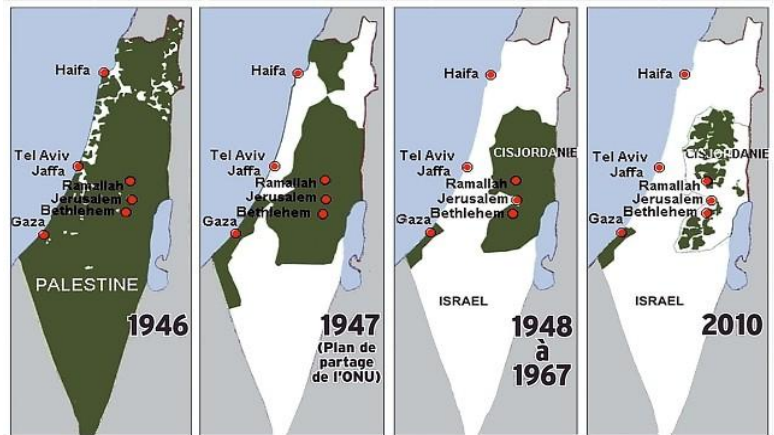 Haifa
Tel Aviv
Jaffa
Ramallah
Jerusalem
Bethlehem
Gaza
PALESTINE
1946
Haifa
Tel Aviv
Jaffa
Ramallah
Jerusalem
Bethlehem
Gaza
1947
(Plan de
partage
de l'ONU)
Haifa
Tel Aviv
Jaffa
CISJORDANIE
Ramallah
Jerusalem
Bethlehem
Gaza
ISRAEL
1948
à
1967
Haifa
Tel Aviv
Jaffa
CISJORDANIE
Ramallah
Jerusalem
Bethlehem
Gaza
ISRAEL
2010